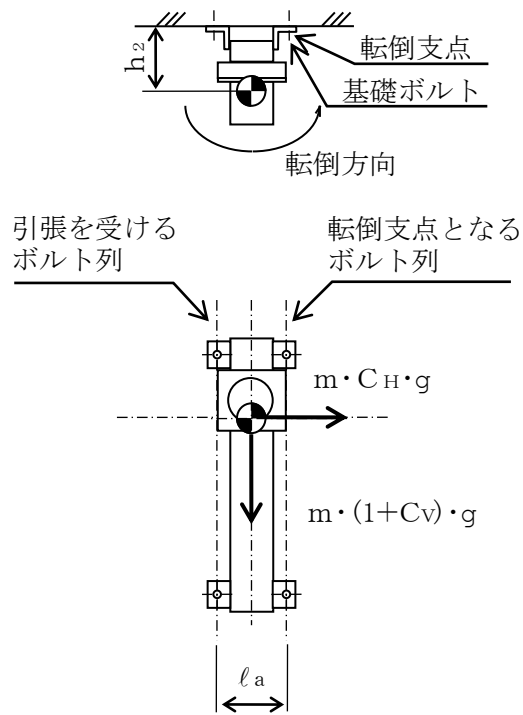 h₂
転倒支点
基礎ボルト
転倒方向
引張を受ける
ボルト列
転倒支点となる
ボルト列
m・CH・g
m・(1+CV)・g
ℓa